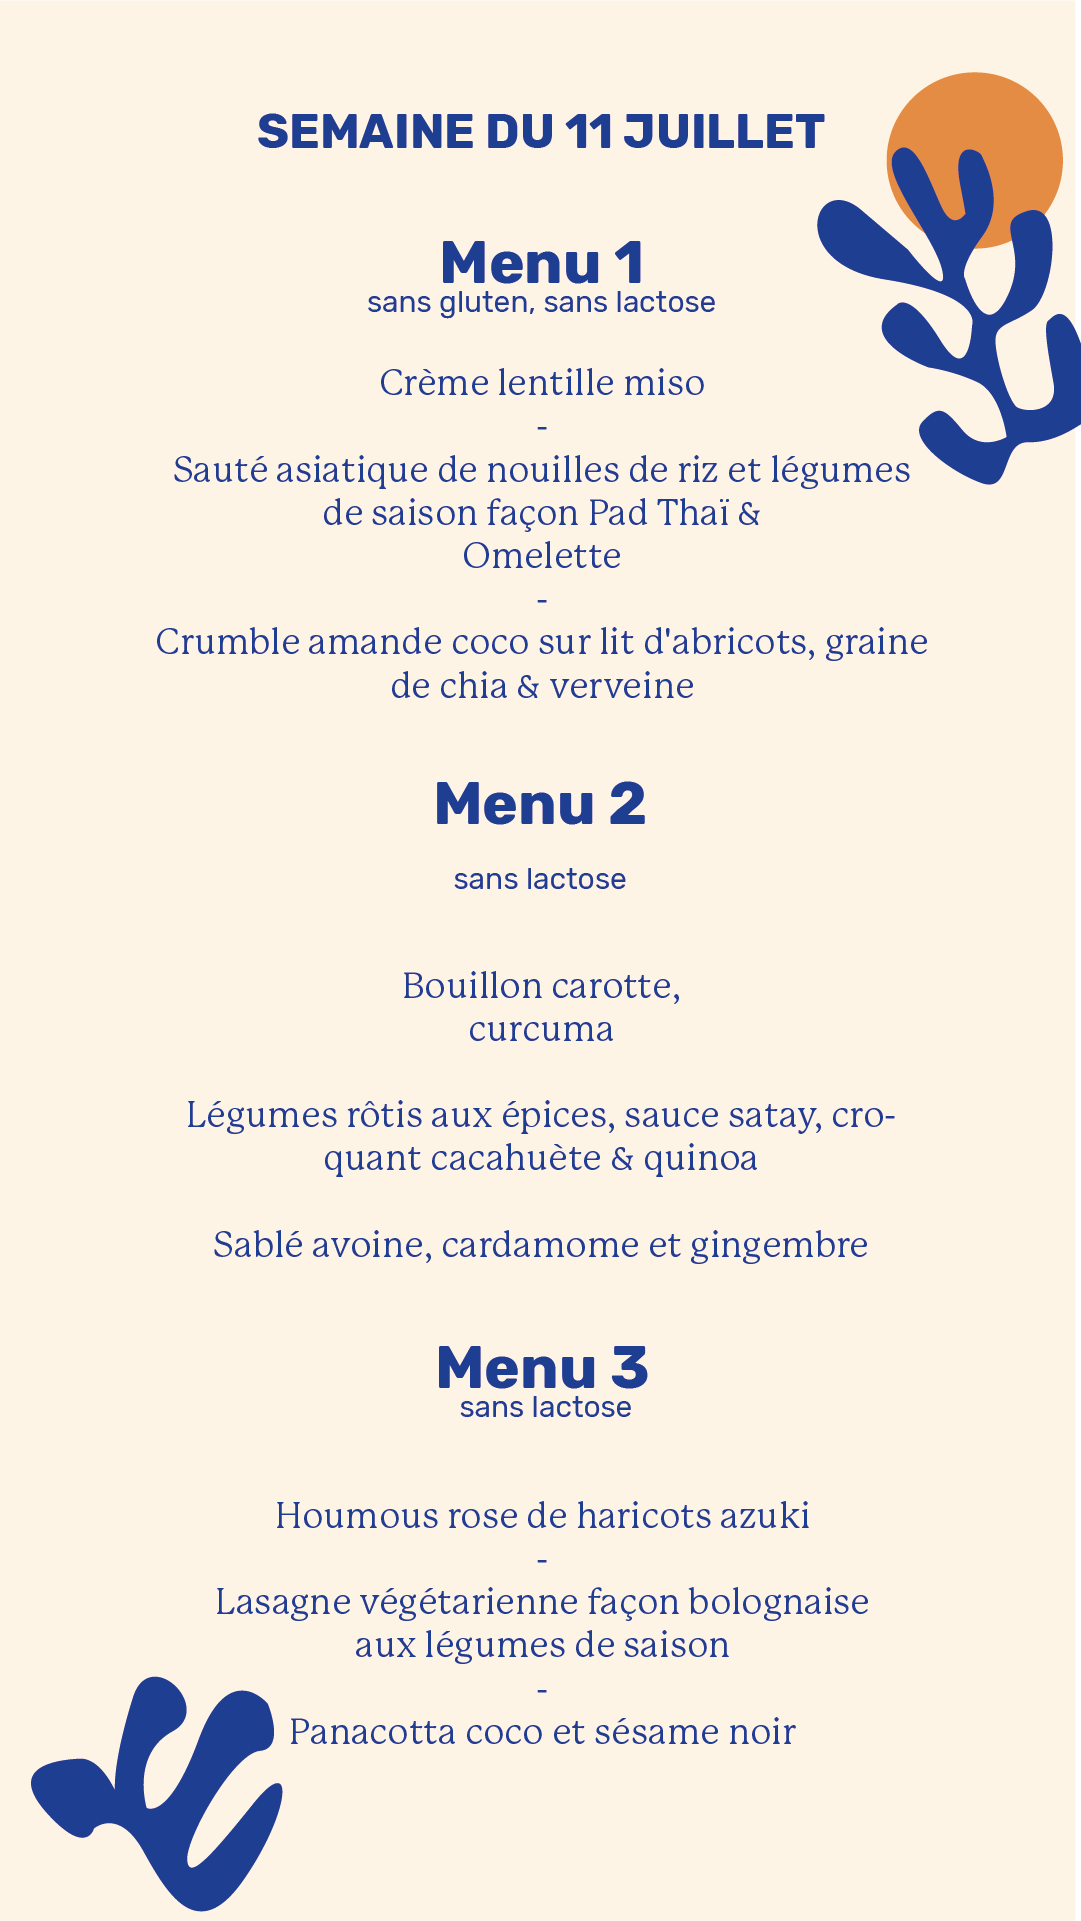 SEMAINE DU 11 JUILLET
Menu 1
sans gluten, sans lactose
Crème lentille miso
-
Sauté asiatique de nouilles de riz et légumes
de saison façon Pad Thaï &
Omelette
-
Crumble amande coco sur lit d'abricots, graine
de chia & verveine
Menu 2
sans lactose
Bouillon carotte,
curcuma
Légumes rôtis aux épices, sauce satay, cro-
quant cacahuète & quinoa
Sablé avoine, cardamome et gingembre
Menu 3
sans lactose
Houmous rose de haricots azuki
-
Lasagne végétarienne façon bolognaise
aux légumes de saison
-
Panacotta coco et sésame noir